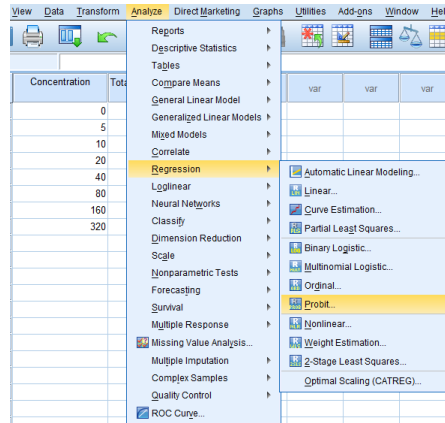 View Data Transform Analyze Direct Marketing Graphs Utilities Add-ons Window
Concentration
var var var
0
5
10
20
40
80
160
320
Reports
Descriptive Statistics
Tables
Compare Means
General Linear Model
Generalized Linear Models
Mixed Models
Correlate
Regression
Loglinear
Neural Networks
Classify
Dimension Reduction
Scale
Nonparametric Tests
Forecasting
Survival
Multiple Response
Missing Value Analysis...
Multiple Imputation
Complex Samples
Quality Control
ROC Curve...
Automatic Linear Modeling...
Linear...
Curve Estimation...
Partial Least Squares...
Binary Logistic...
Multinomial Logistic...
Ordinal...
Probit...
Nonlinear...
Weight Estimation...
2-Stage Least Squares...
Optimal Scaling (CATREG)...